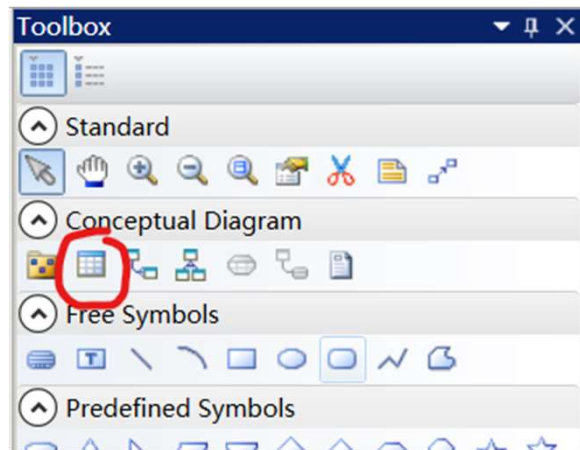 Toolbox
Standard
Conceptual Diagram
Free Symbols
Predefined Symbols